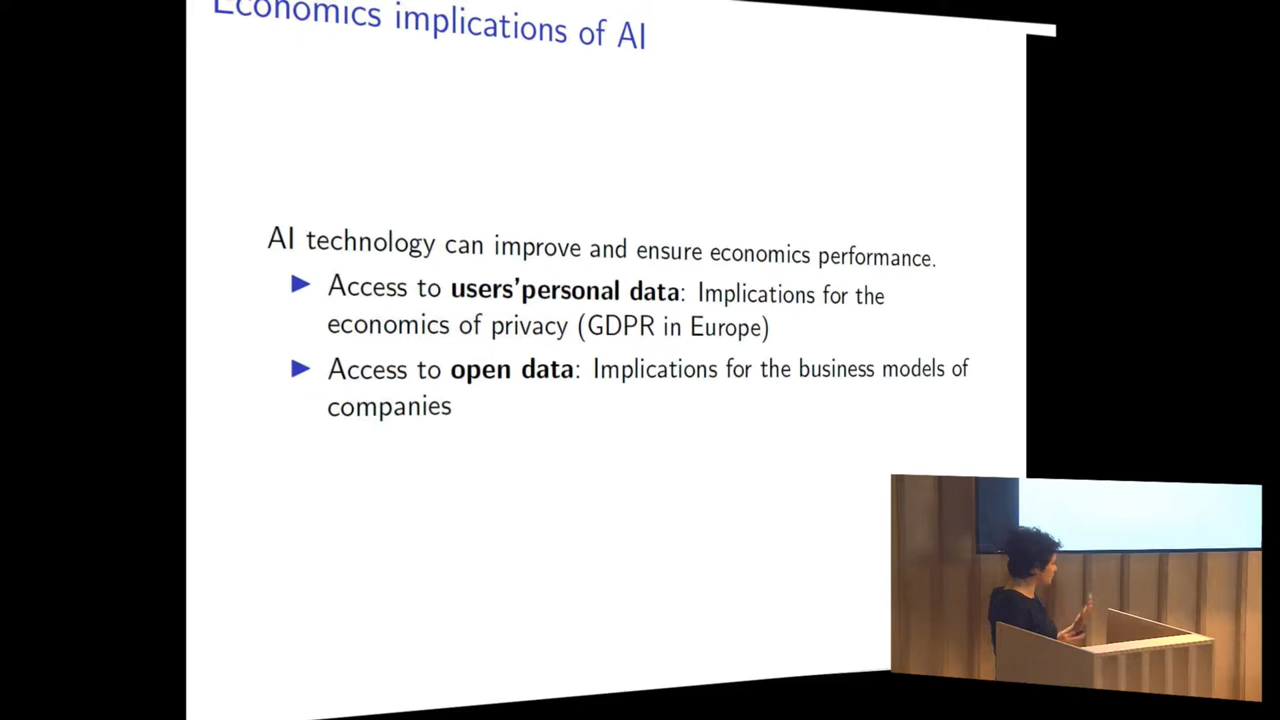 Economics implications of AI
AI technology can improve and ensure economics performance.
Access to users'personal data: Implications for the
economics of privacy (GDPR in Europe)
Access to open data: Implications for the business models of
companies